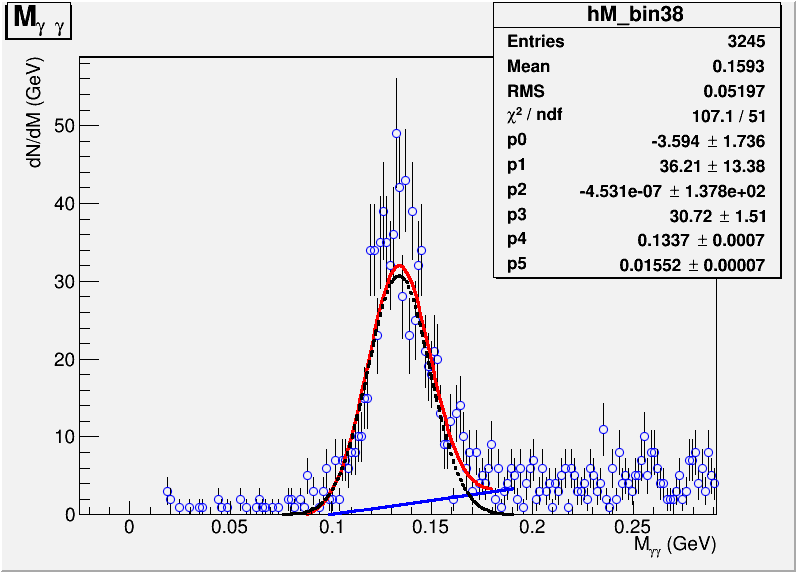 M γ γ
hM_bin38
Entries 3245
Mean 0.1593
RMS 0.05197
χ² / ndf 107.1 / 51
p0 -3.594 ± 1.736
p1 36.21 ± 13.38
p2 -4.531e-07 ± 1.378e+02
p3 30.72 ± 1.51
p4 0.1337 ± 0.0007
p5 0.01552 ± 0.00007
dN/dM (GeV)
50
40
30
20
10
0
0 0.05 0.1 0.15 0.2 0.25
Mγγ (GeV)